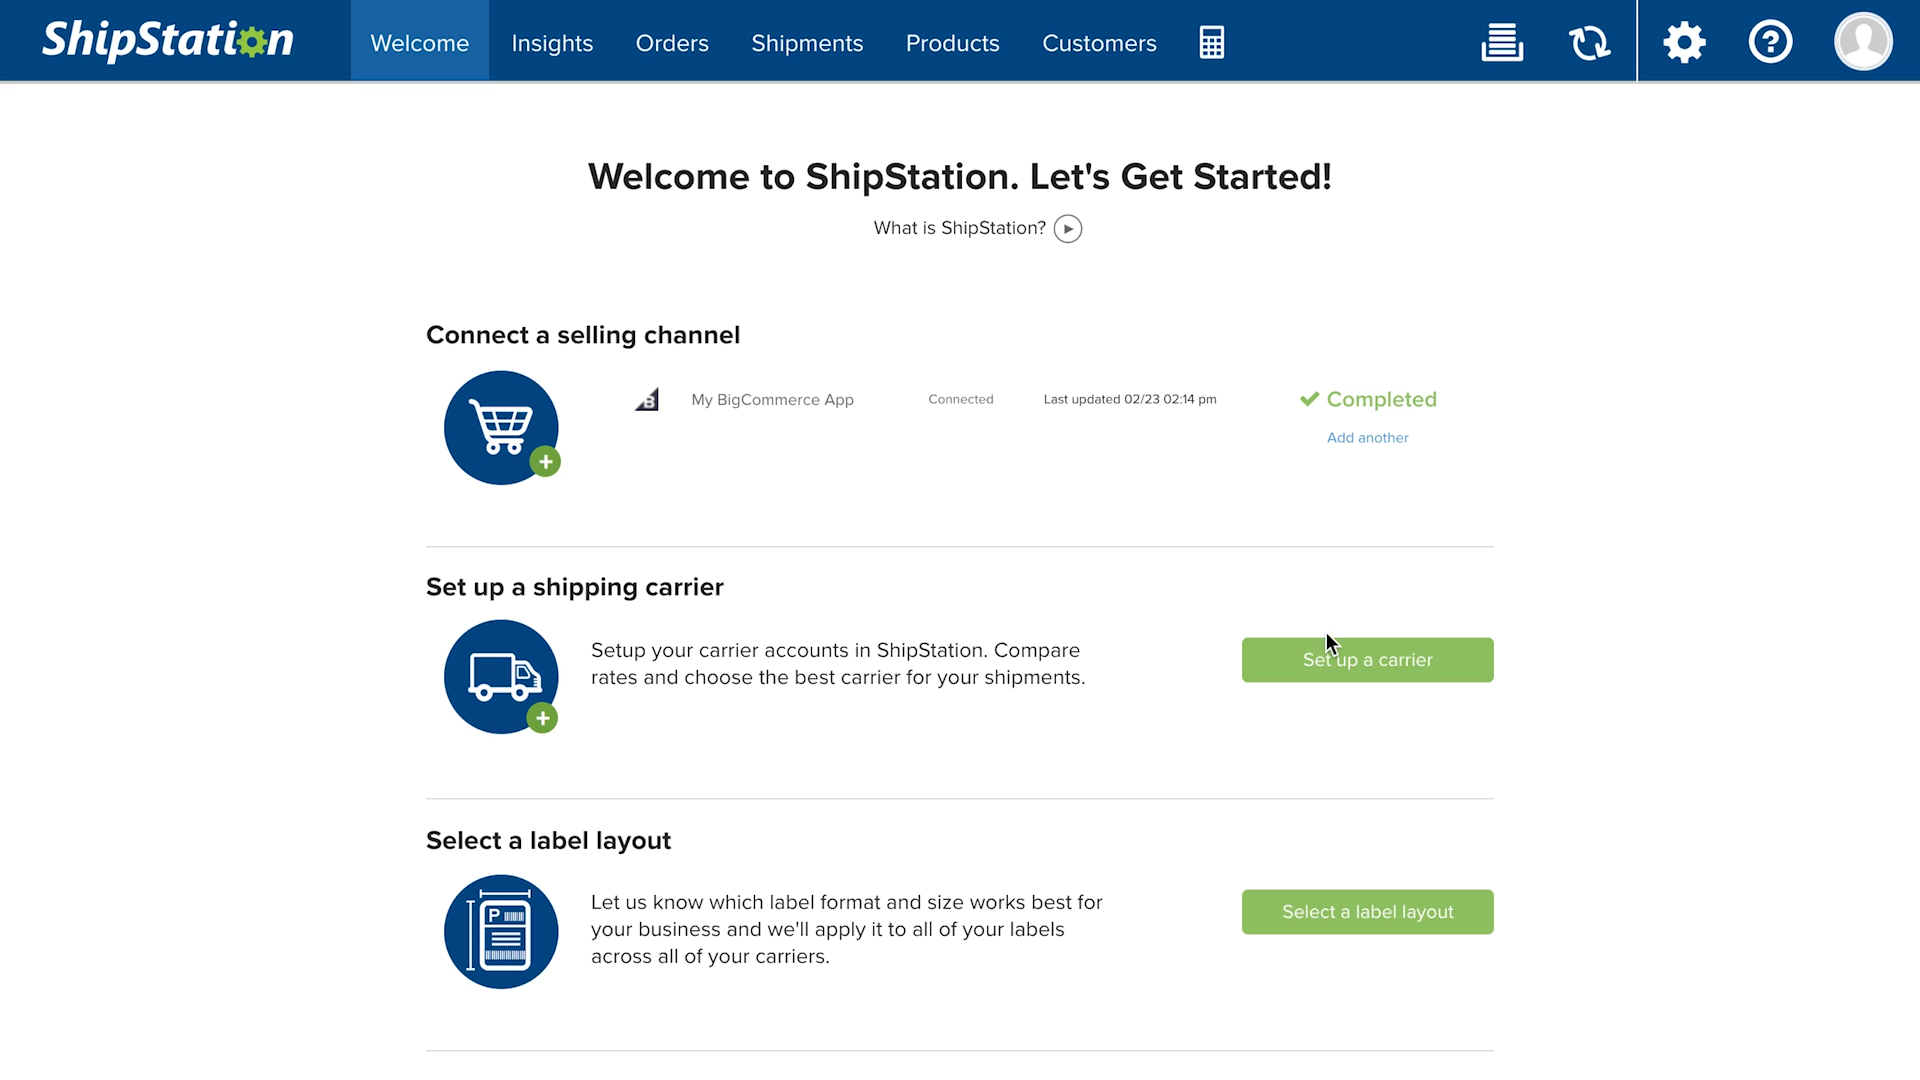 ShipStation
Welcome
Insights
Orders
Shipments
Products
Customers
Welcome to ShipStation. Let's Get Started!
What is ShipStation?
Connect a selling channel
B
My BigCommerce App
Connected
Last updated 02/23 02:14 pm
Completed
Add another
Set up a shipping carrier
Setup your carrier accounts in ShipStation. Compare
rates and choose the best carrier for your shipments.
Set up a carrier
Select a label layout
P
Let us know which label format and size works best for
your business and we'll apply it to all of your labels
across all of your carriers.
Select a label layout